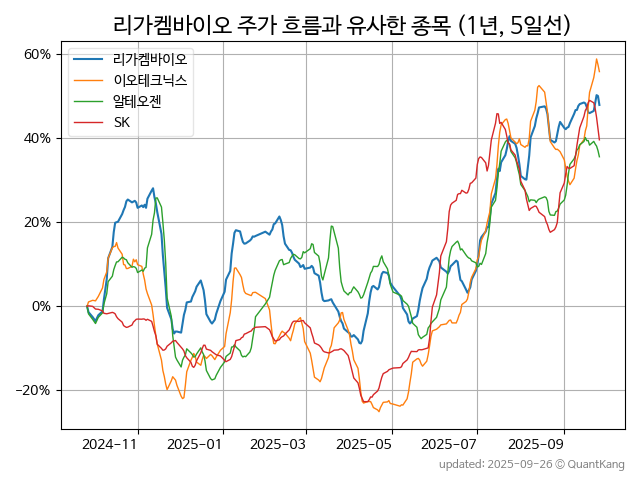 리가켐바이오 주가 흐름과 유사한 종목 (1년, 5일선)
리가켐바이오
이오테크닉스
알테오젠
SK
60%
40%
20%
0%
−20%
2024−11
2025−01
2025−03
2025−05
2025−07
2025−09
updated: 2025-09-26 © QuantKang